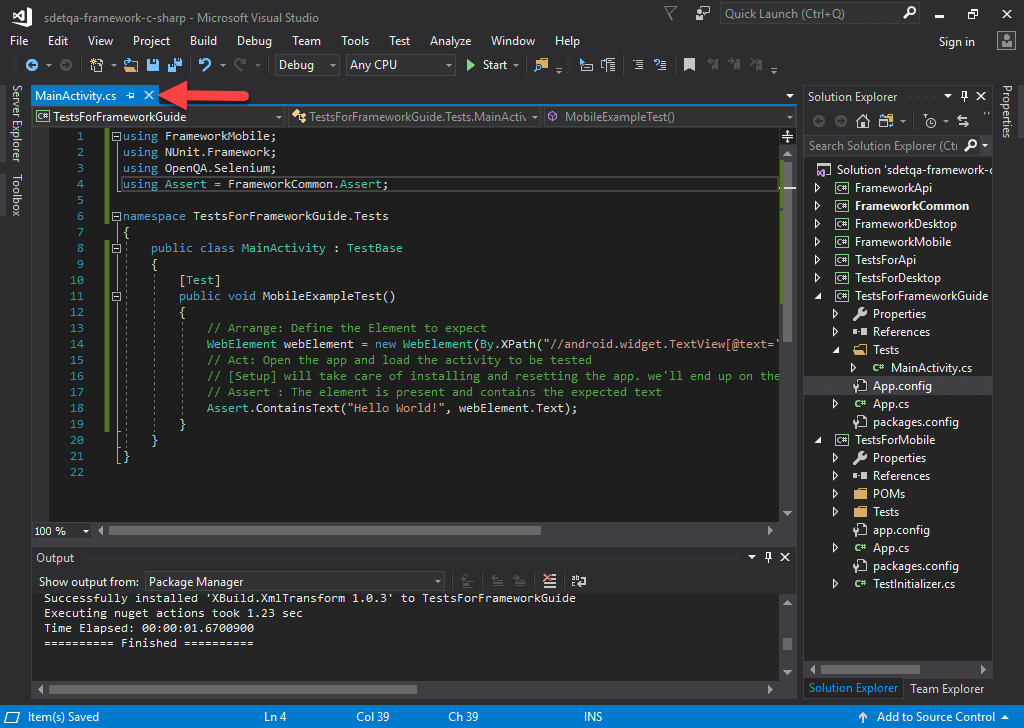 sdetqa-framework-c-sharp - Microsoft Visual Studio
Quick Launch (Ctrl+Q)
File Edit View Project Build Debug Team Tools Test Analyze Window Help
Sign in
Debug Any CPU Start
Server Explorer
Toolbox
MainActivity.cs
TestsForFrameworkGuide TestsForFrameworkGuide.Tests.MainActiv MobileExampleTest()
1 using FrameworkMobile;
2 using NUnit.Framework;
3 using OpenQA.Selenium;
4 using Assert = FrameworkCommon.Assert;
5
6 namespace TestsForFrameworkGuide.Tests
7 {
8 public class MainActivity : TestBase
9 {
10 [Test]
11 public void MobileExampleTest()
12 {
13 // Arrange: Define the Element to expect
14 WebElement webElement = new WebElement(By.XPath("//android.widget.TextView[@text='
15 // Act: Open the app and load the activity to be tested
16 // [Setup] will take care of installing and resetting the app. we'll end up on the
17 // Assert : The element is present and contains the expected text
18 Assert.ContainsText("Hello World!", webElement.Text);
19 }
20 }
21 }
22
100 %
Output
Show output from: Package Manager
Successfully installed 'XBuild.XmlTransform 1.0.3' to TestsForFrameworkGuide
Executing nuget actions took 1.23 sec
Time Elapsed: 00:00:01.6700900
========== Finished ==========
Solution Explorer
Search Solution Explorer (Ctr
Solution 'sdetqa-framework-c
C# FrameworkApi
C# FrameworkCommon
C# FrameworkDesktop
C# FrameworkMobile
C# TestsForApi
C# TestsForDesktop
C# TestsForFrameworkGuide
Properties
References
Tests
C# MainActivity.cs
App.config
C# App.cs
packages.config
C# TestsForMobile
Properties
References
POMs
Tests
app.config
C# App.cs
packages.config
C# TestInitializer.cs
Solution Explorer Team Explorer
Properties
Item(s) Saved Ln 4 Col 39 Ch 39 INS Add to Source Control